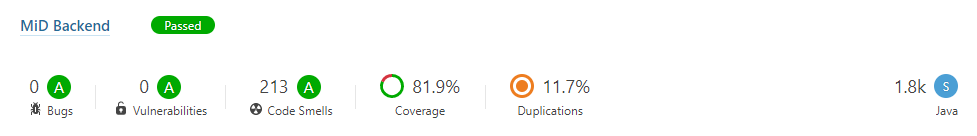 MiD Backend Passed
0 A 0 A 213 A 81.9% 11.7% 1.8k S
Bugs Vulnerabilities Code Smells Coverage Duplications Java